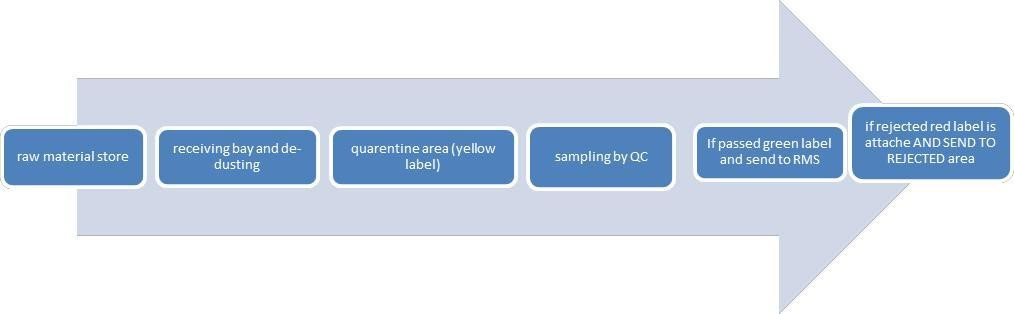 raw material store
receiving bay and de-
dusting
quarentine area (yellow
label)
sampling by QC
If passed green label
and send to RMS
if rejected red label is
attache AND SEND TO
REJECTED area